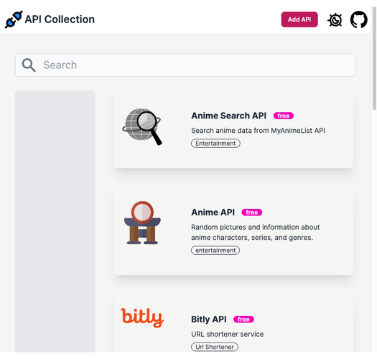 API Collection
Add API
Search
Anime Search API free
Search anime data from MyAnimeList API
Entertainment
Anime API free
Random pictures and information about
anime characters, series, and genres.
entertainment
bitly
Bitly API free
URL shortener service
Url Shortener